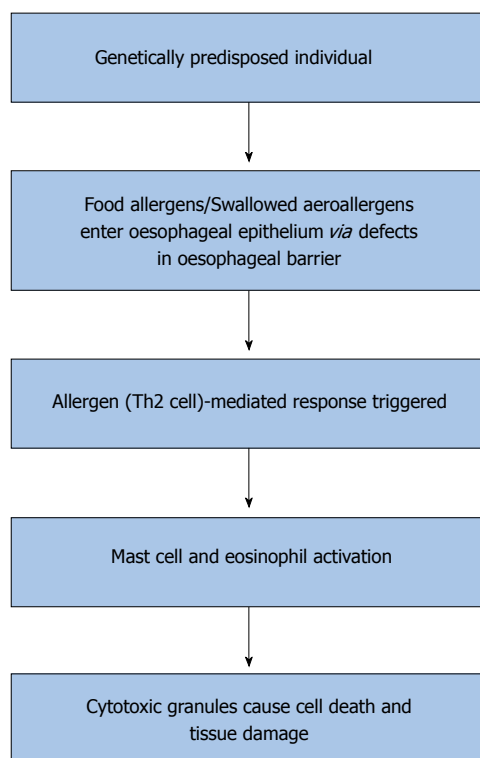 Genetically predisposed individual
Food allergens/Swallowed aeroallergens
enter oesophageal epithelium via defects
in oesophageal barrier
Allergen (Th2 cell)-mediated response triggered
Mast cell and eosinophil activation
Cytotoxic granules cause cell death and
tissue damage